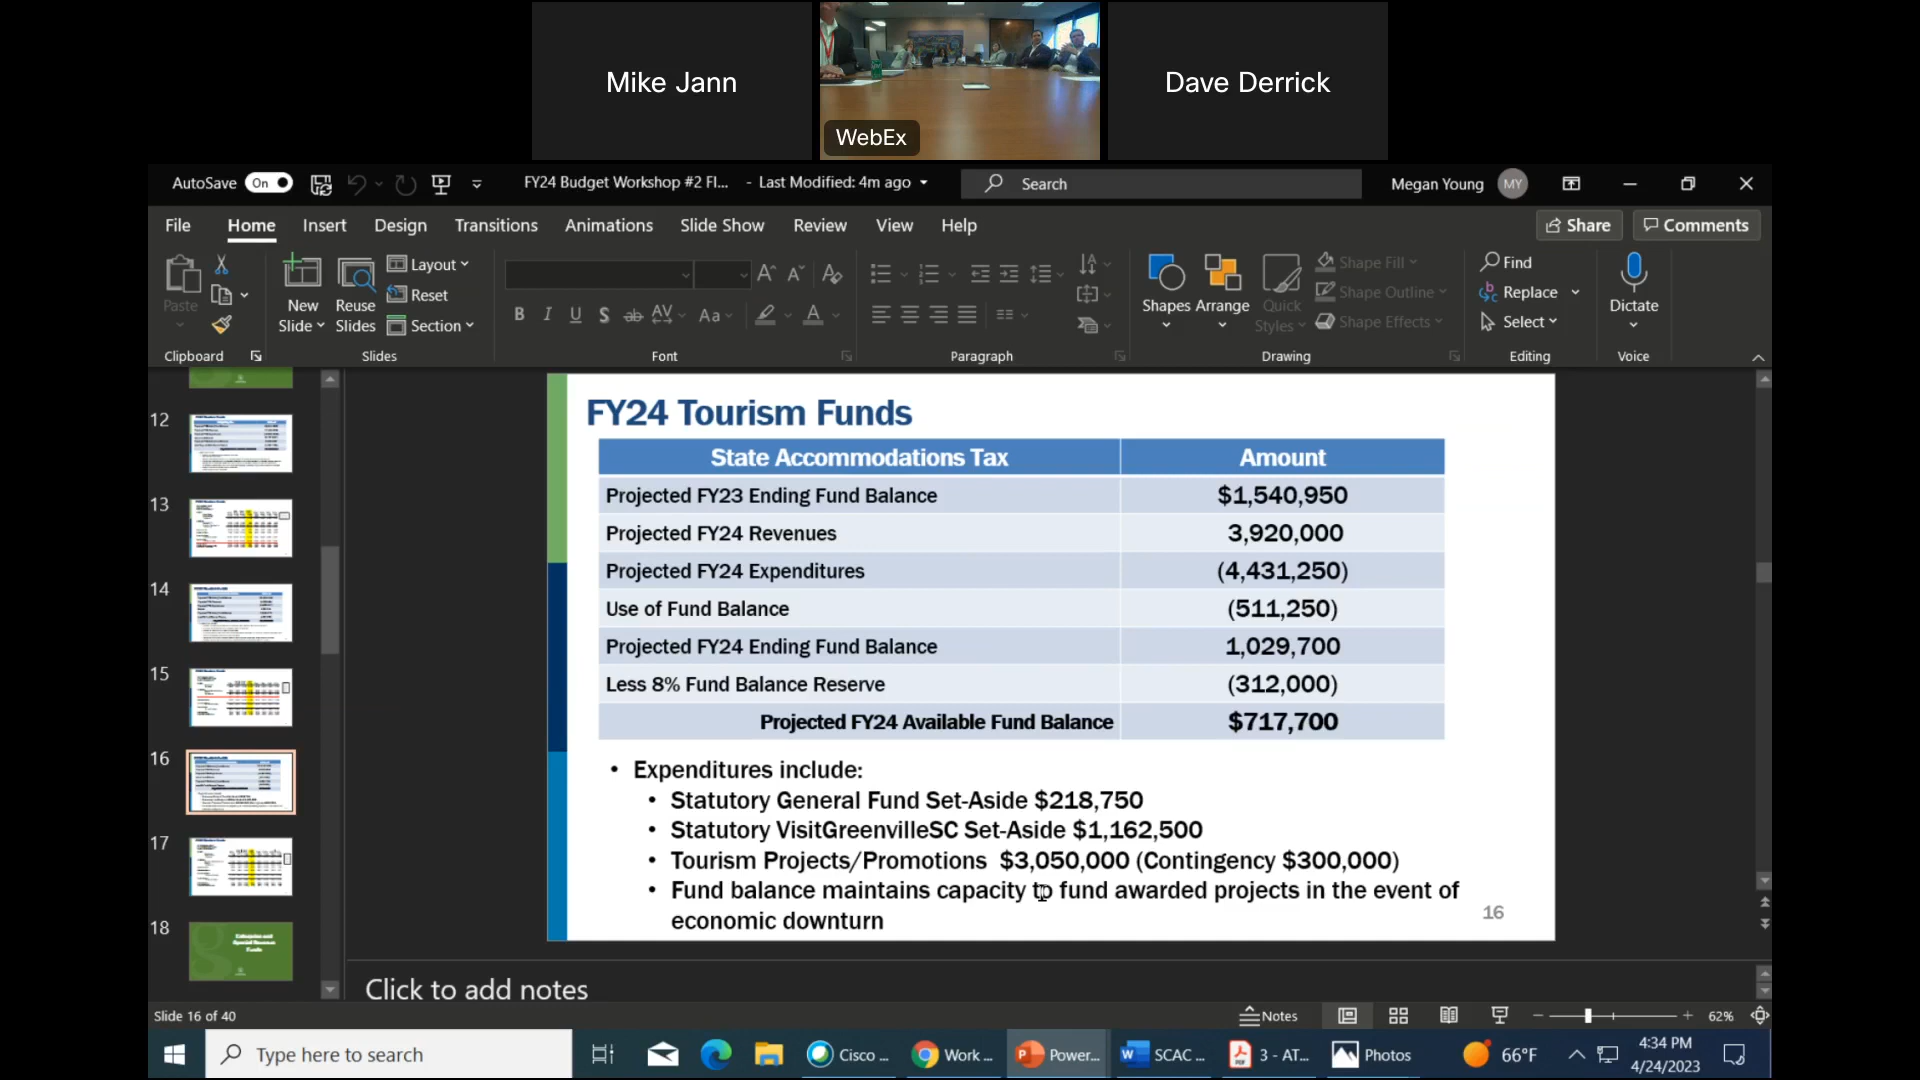 Mike Jann
WebEx
Dave Derrick
AutoSave On
FY24 Budget Workshop #2 FI... - Last Modified: 4m ago
Search
Megan Young MY
File Home Insert Design Transitions Animations Slide Show Review View Help
Share Comments
Paste
New Slide
Reuse Slides
Layout
Reset
Section
B I U S ab AV Aa A
Shapes Arrange Quick Styles
Shape Fill
Shape Outline
Shape Effects
Find
Replace
Select
Dictate
Clipboard Slides Font Paragraph Drawing Editing Voice
12
13
14
15
16
17
18
FY24 Tourism Funds
State Accommodations Tax Amount
Projected FY23 Ending Fund Balance $1,540,950
Projected FY24 Revenues 3,920,000
Projected FY24 Expenditures (4,431,250)
Use of Fund Balance (511,250)
Projected FY24 Ending Fund Balance 1,029,700
Less 8% Fund Balance Reserve (312,000)
Projected FY24 Available Fund Balance $717,700
• Expenditures include:
• Statutory General Fund Set-Aside $218,750
• Statutory VisitGreenvilleSC Set-Aside $1,162,500
• Tourism Projects/Promotions $3,050,000 (Contingency $300,000)
• Fund balance maintains capacity to fund awarded projects in the event of
economic downturn
16
Click to add notes
Slide 16 of 40
Notes
62%
Type here to search
Cisco ...
Work ...
Power...
SCAC ...
3 - AT...
Photos
66°F
4:34 PM
4/24/2023